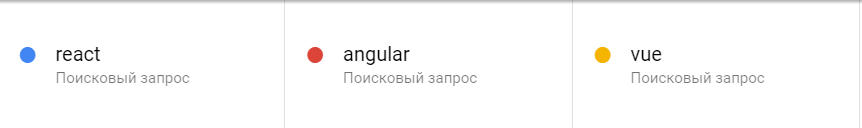 react
Поисковый запрос
angular
Поисковый запрос
vue
Поисковый запрос